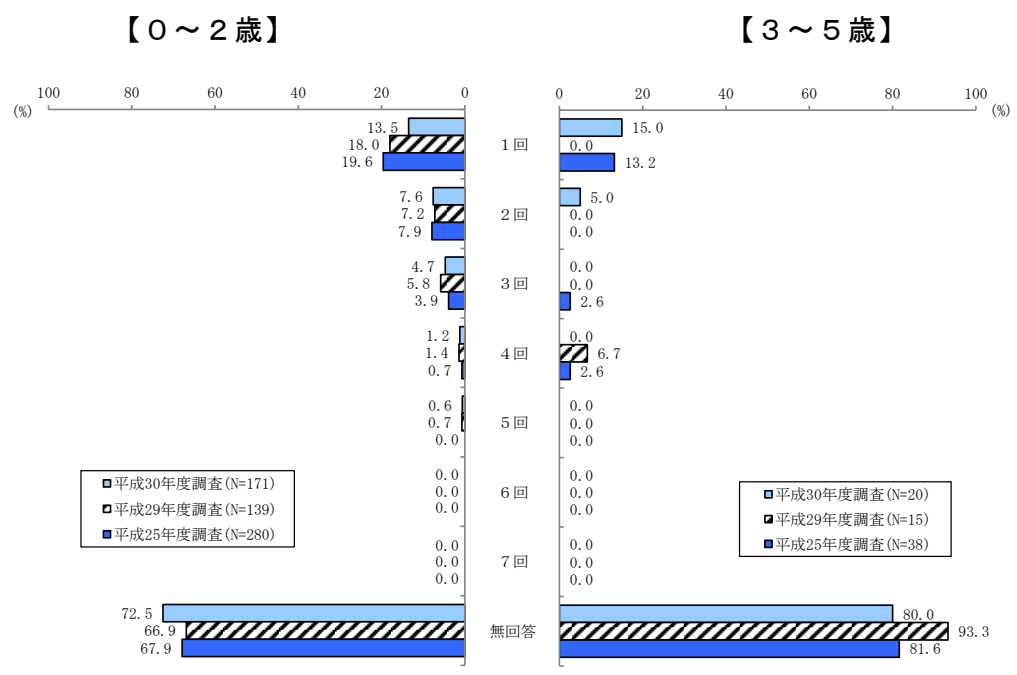 【０～２歳】
【３～５歳】
100 80 60 40 20 0
(%)
0 20 40 60 80 100
(%)
13.5 １回 15.0
18.0 0.0
19.6 13.2
7.6 ２回 5.0
7.2 0.0
7.9 0.0
4.7 ３回 0.0
5.8 0.0
3.9 2.6
1.2 ４回 0.0
1.4 6.7
0.7 2.6
0.6 ５回 0.0
0.7 0.0
0.0 0.0
0.0 ６回 0.0
0.0 0.0
0.0 0.0
0.0 ７回 0.0
0.0 0.0
0.0 0.0
72.5 無回答 80.0
66.9 93.3
67.9 81.6
平成30年度調査(N=171)
平成29年度調査(N=139)
平成25年度調査(N=280)
平成30年度調査(N=20)
平成29年度調査(N=15)
平成25年度調査(N=38)